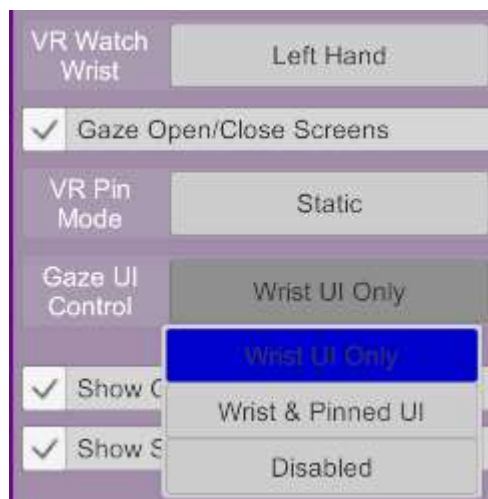 VR Watch
Wrist
Left Hand
Gaze Open/Close Screens
VR Pin
Mode
Static
Gaze UI
Control
Wrist UI Only
Wrist UI Only
Show
Wrist & Pinned UI
Show
Disabled